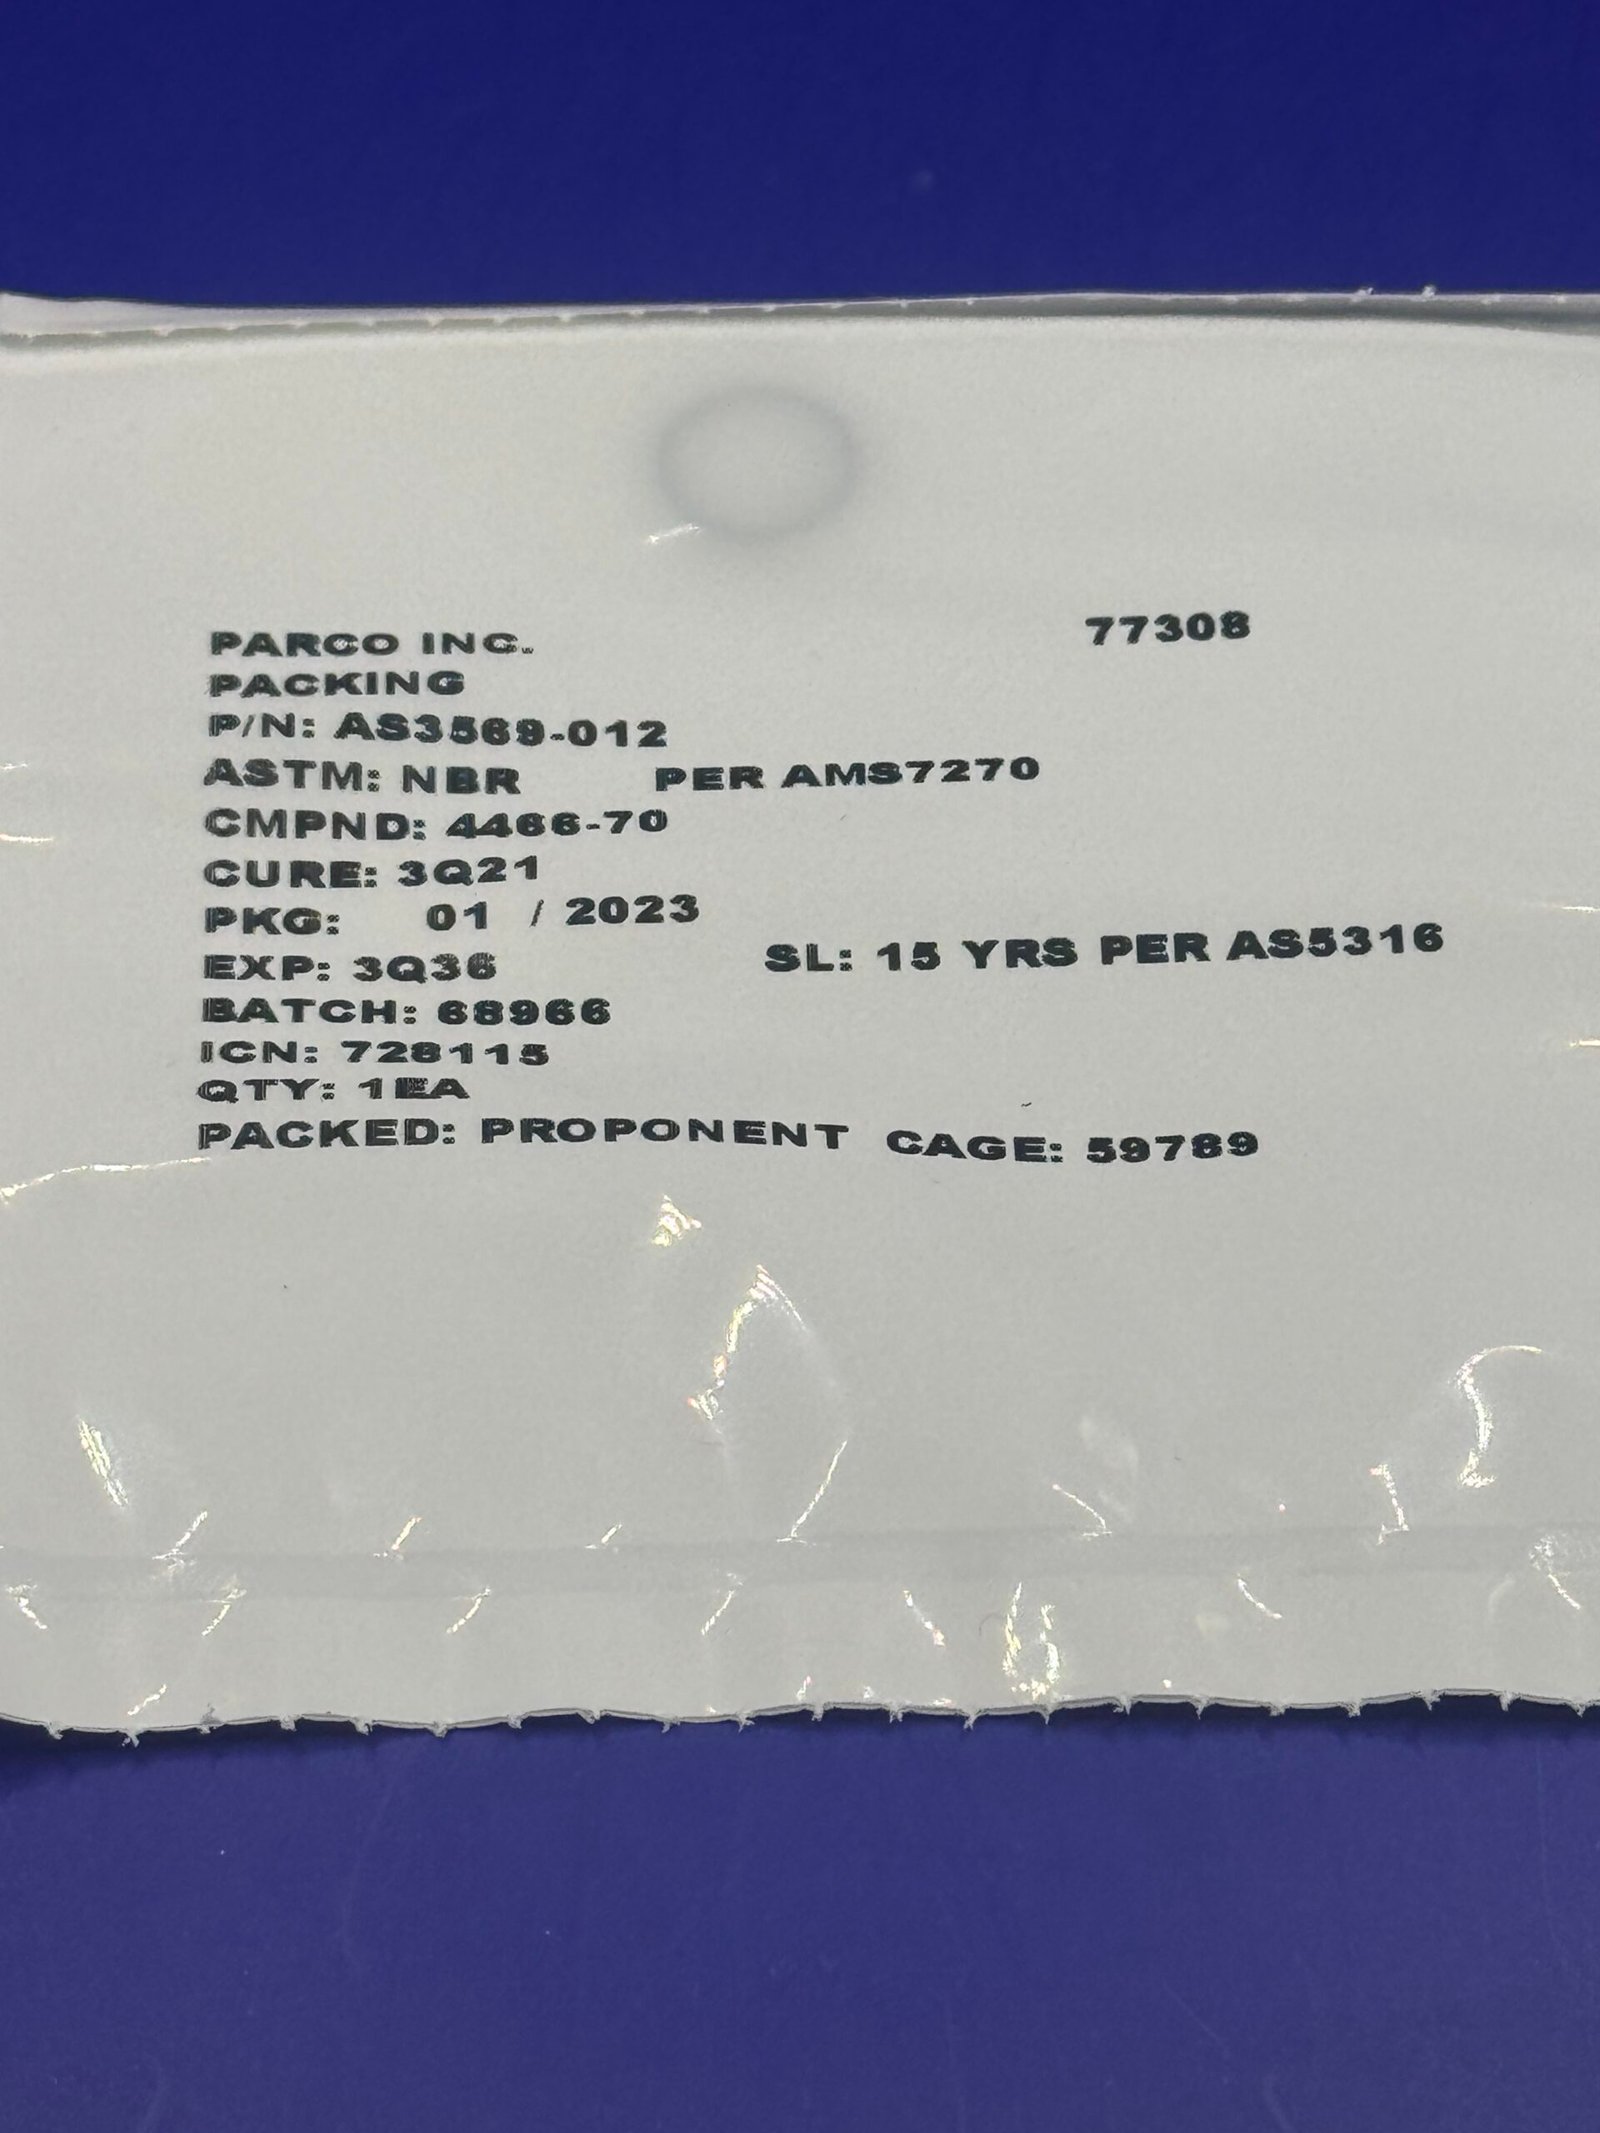 PARCO INC. 77308
PACKING
P/N: AS3569-012
ASTM: NBR PER AMS7270
CMPND: 4466-70
CURE: 3Q21
PKG: 01 / 2023
EXP: 3Q36 SL: 15 YRS PER AS5316
BATCH: 68966
ICN: 728115
QTY: 1EA
PACKED: PROPONENT CAGE: 59789